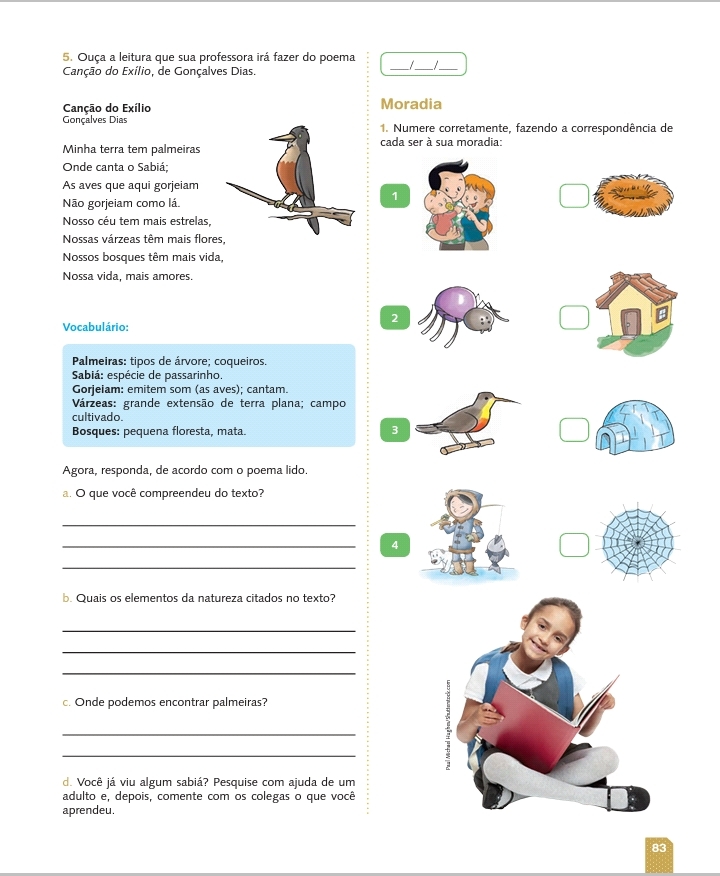 5. Ouça a leitura que sua professora irá fazer do poema
Canção do Exílio, de Gonçalves Dias.
Canção do Exílio
Gonçalves Dias
Minha terra tem palmeiras
Onde canta o Sabiá;
As aves que aqui gorjeiam
Não gorjeiam como lá.
Nosso céu tem mais estrelas,
Nossas várzeas têm mais flores,
Nossos bosques têm mais vida,
Nossa vida, mais amores.
Vocabulário:
Palmeiras: tipos de árvore; coqueiros.
Sabiá: espécie de passarinho.
Gorjeiam: emitem som (as aves); cantam.
Várzeas: grande extensão de terra plana; campo
cultivado.
Bosques: pequena floresta, mata.
Agora, responda, de acordo com o poema lido.
a. O que você compreendeu do texto?
b. Quais os elementos da natureza citados no texto?
c. Onde podemos encontrar palmeiras?
d. Você já viu algum sabiá? Pesquise com ajuda de um
adulto e, depois, comente com os colegas o que você
aprendeu.
___/___/___
Moradia
1. Numere corretamente, fazendo a correspondência de
cada ser à sua moradia:
1
2
3
4
Paul Michael Hughes/Shutterstock.com
83